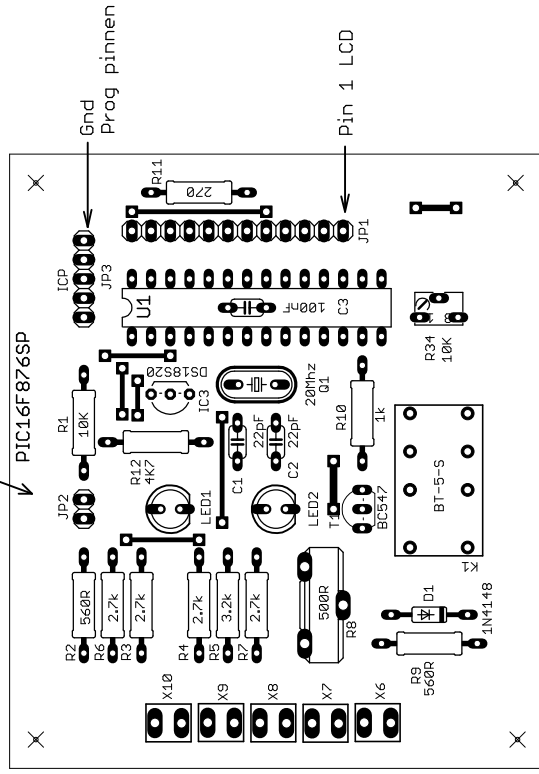 Gnd
Prog pinnen
Pin 1 LCD
PIC16F876SP
ICP
JP3
R11
270
JP1
U1
100nF
C3
R34
10K
R1
10K
DS18S20
IC3
R12
4K7
20Mhz
Q1
C1
22pF
22pF
C2
R10
1k
JP2
LED1
LED2
T1
BC547
BT-5-S
K1
R2
560R
R6
2.7k
R3
2.7k
R4
2.7k
R5
3.2k
R7
2.7k
500R
R8
D1
1N4148
R9
560R
X10
X9
X8
X7
X6